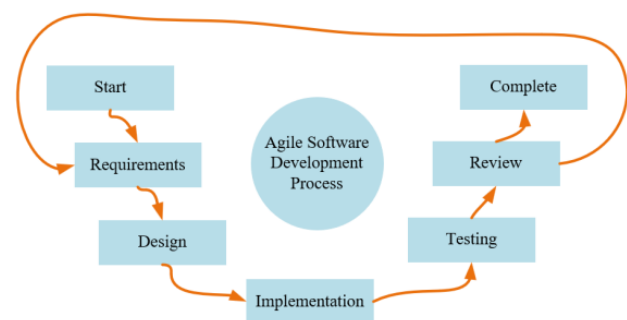 Start
Requirements
Design
Implementation
Testing
Review
Complete
Agile Software
Development
Process